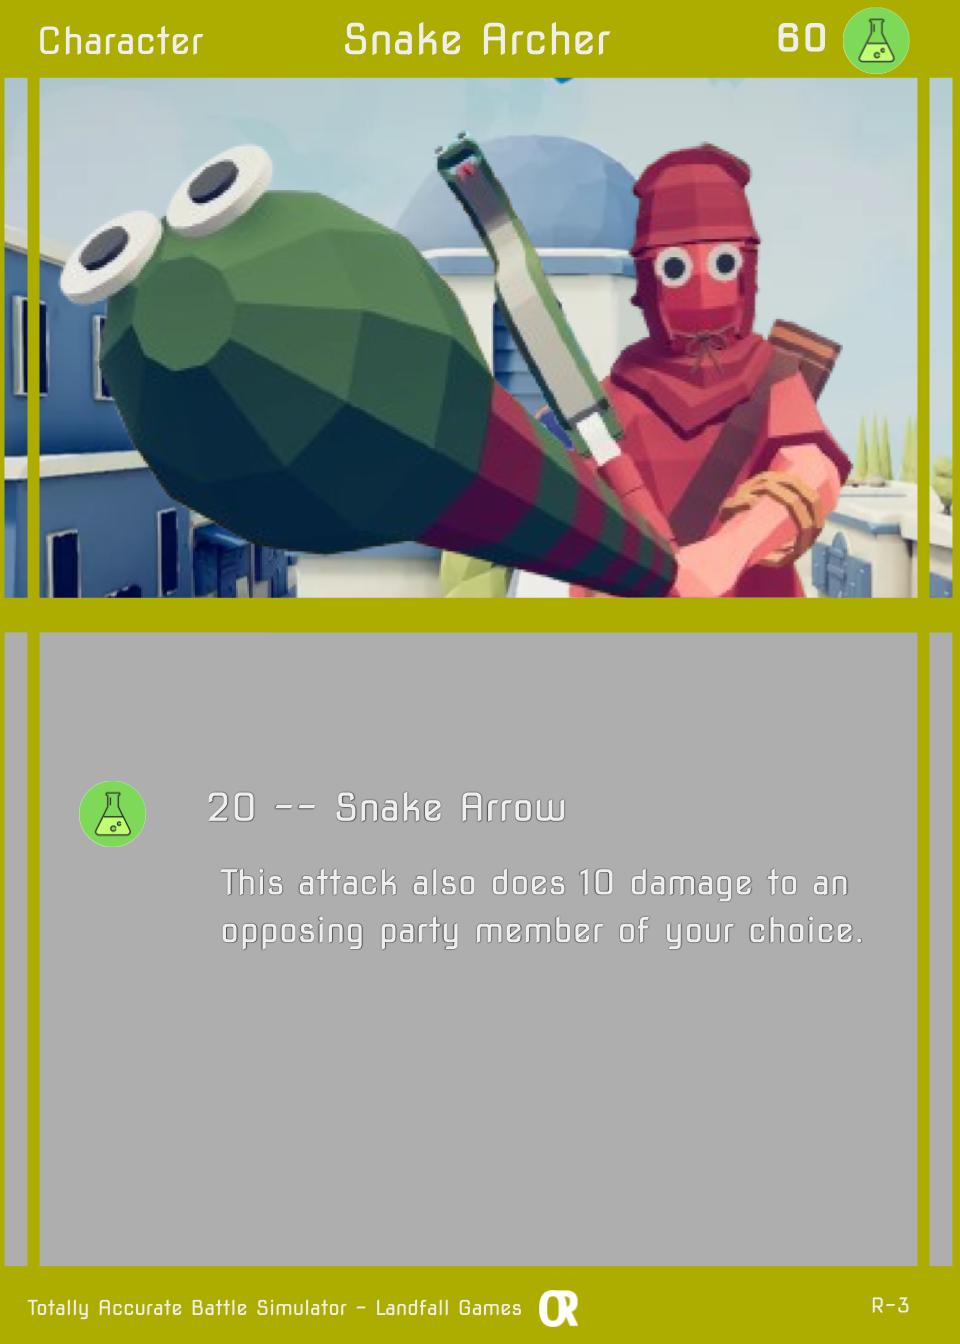 Character Snake Archer 60
20 -- Snake Arrow
This attack also does 10 damage to an
opposing party member of your choice.
Totally Accurate Battle Simulator - Landfall Games OR R-3